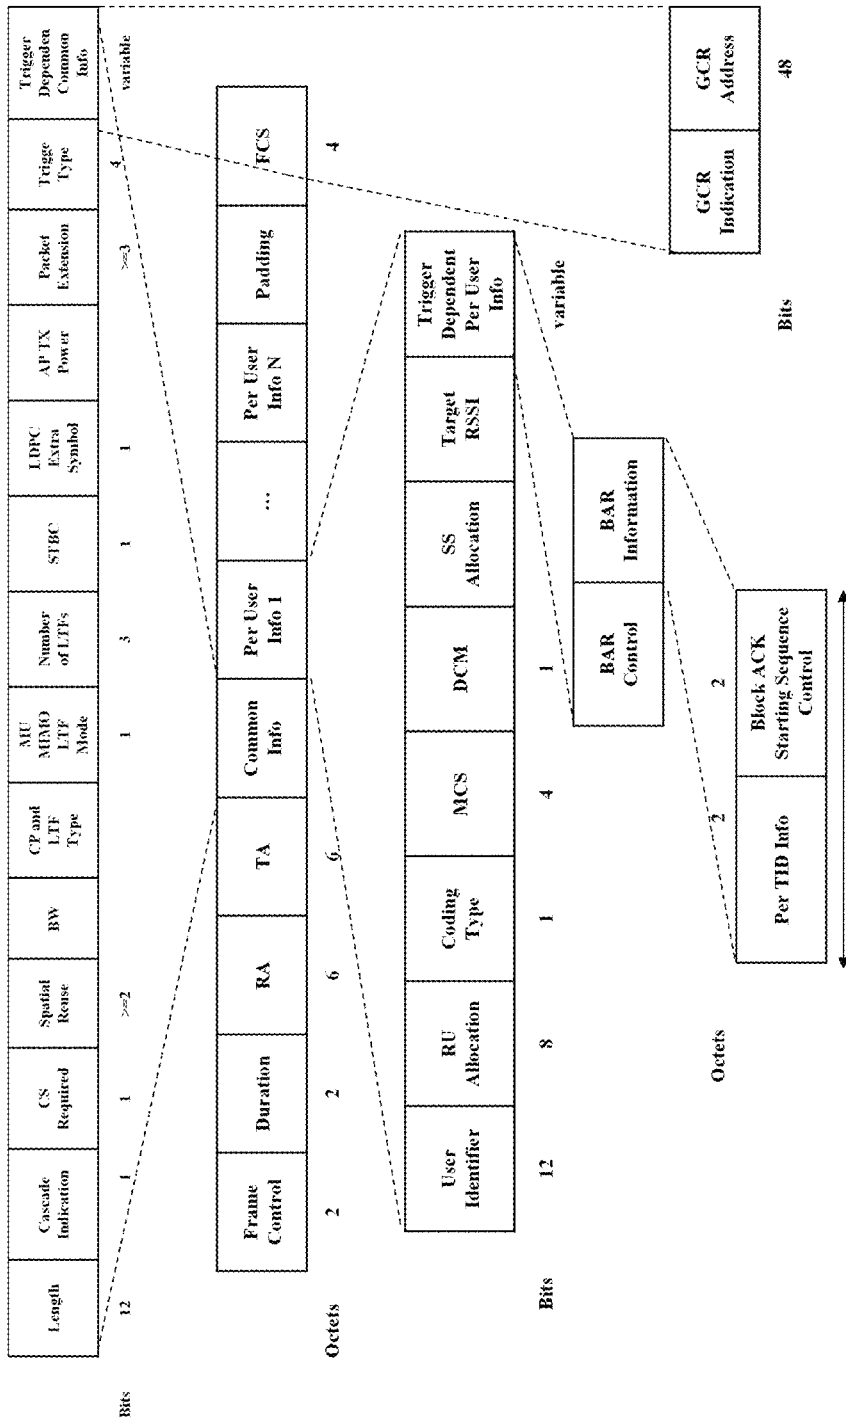 Length
Cascade
Indication
CS
Required
Spatial
Reuse
BW
CP and
LTF
Type
MU
MIMO
LTF
Mode
Number
of LTFs
STBC
LDPC
Extra
Symbol
AP TX
Power
Packet
Extension
Trigge
Type
Trigger
Dependen
Common
Info
Bits
12
1
1
>=2
1
3
1
1
>=3
4
variable
Frame
Control
Duration
RA
TA
Common
Info
Per User
Info 1
...
Per User
Info N
Padding
FCS
Octets
2
2
6
6
4
User
Identifier
RU
Allocation
Coding
Type
MCS
DCM
SS
Allocation
Target
RSSI
Trigger
Dependent
Per User
Info
Bits
12
8
1
4
1
variable
BAR
Control
BAR
Information
Octets
2
2
Per TID Info
Block ACK
Starting Sequence
Control
GCR
Indication
GCR
Address
Bits
48